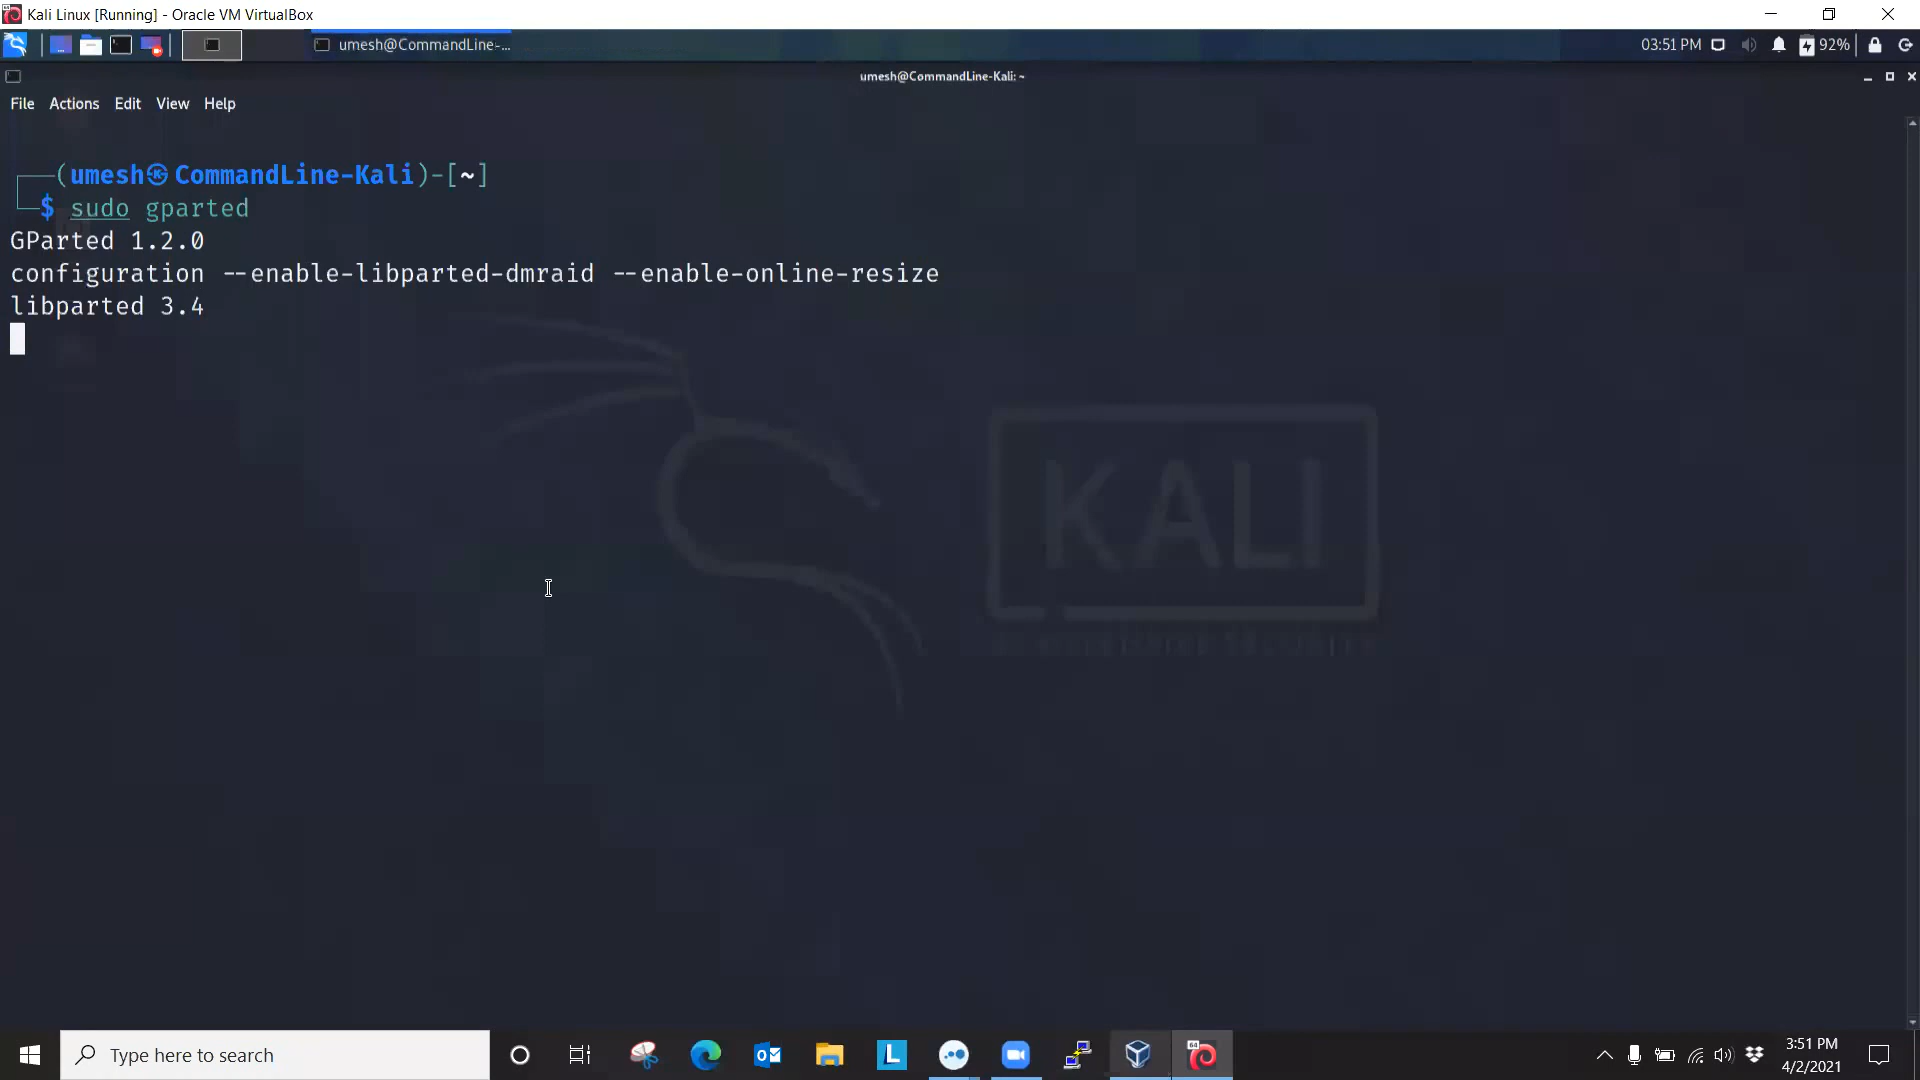 Kali Linux [Running] - Oracle VM VirtualBox
umesh@CommandLine-...
03:51 PM
92%
umesh@CommandLine-Kali: ~
File Actions Edit View Help
┌──(umesh㉿CommandLine-Kali)-[~]
└─$ sudo gparted
GParted 1.2.0
configuration --enable-libparted-dmraid --enable-online-resize
libparted 3.4
KALI
Type here to search
3:51 PM
4/2/2021